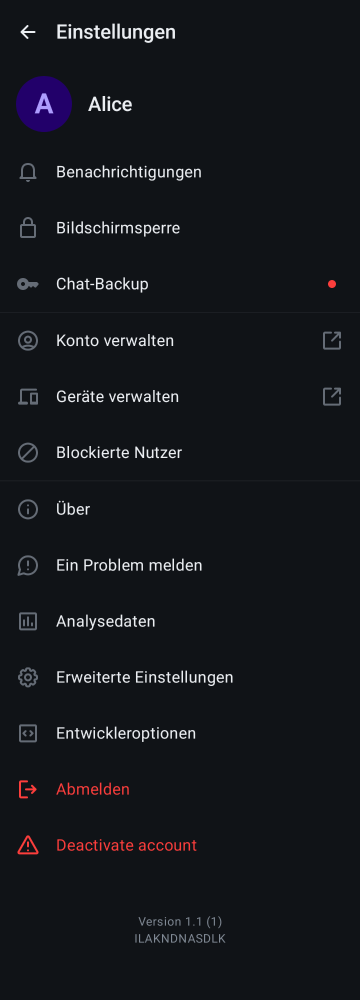 Einstellungen
A
Alice
Benachrichtigungen
Bildschirmsperre
Chat-Backup
Konto verwalten
Geräte verwalten
Blockierte Nutzer
Über
Ein Problem melden
Analysedaten
Erweiterte Einstellungen
Entwickleroptionen
Abmelden
Deactivate account
Version 1.1 (1)
ILAKNDNASDLK